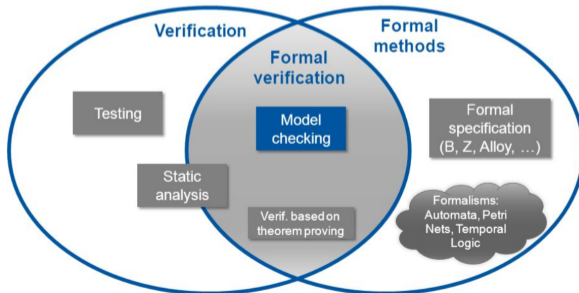 Verification
Formal
methods
Formal
verification
Testing
Model
checking
Formal
specification
(B, Z, Alloy, ...)
Static
analysis
Verif. based on
theorem proving
Formalisms:
Automata, Petri
Nets, Temporal
Logic